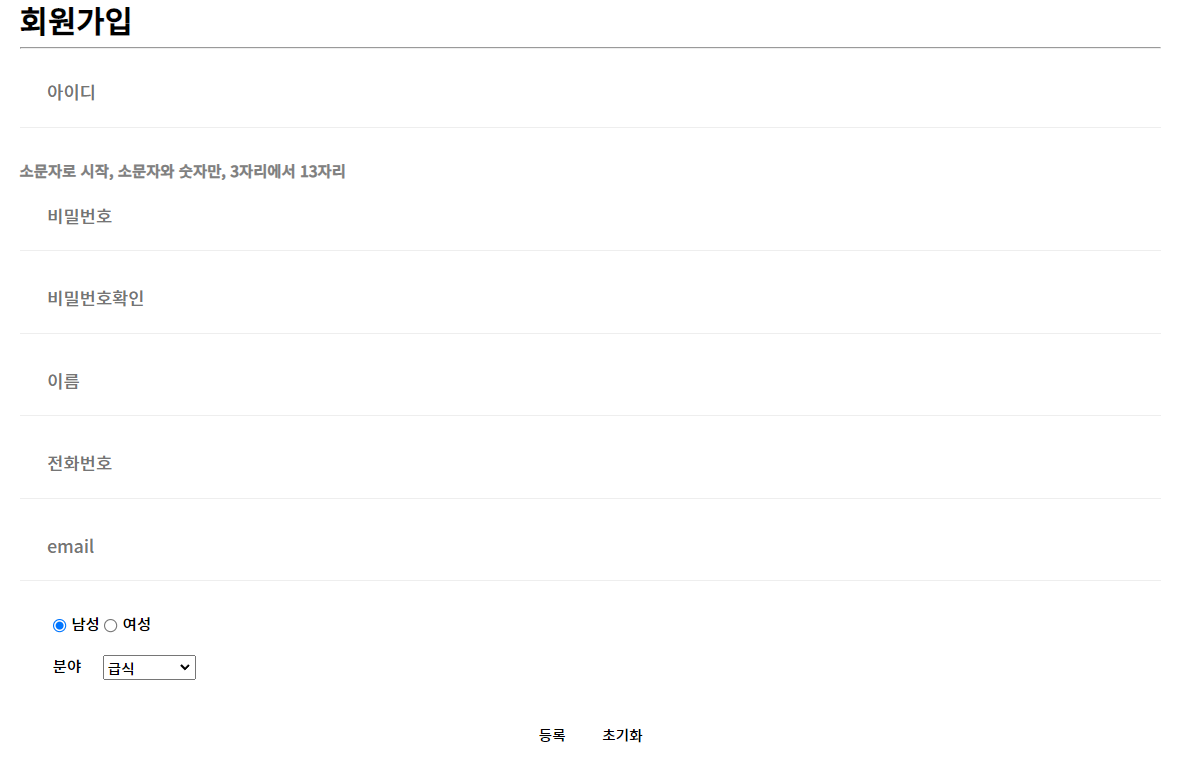 회원가입
아이디
소문자로 시작, 소문자와 숫자만, 3자리에서 13자리
비밀번호
비밀번호확인
이름
전화번호
email
남성 여성
분야 급식
등록 초기화